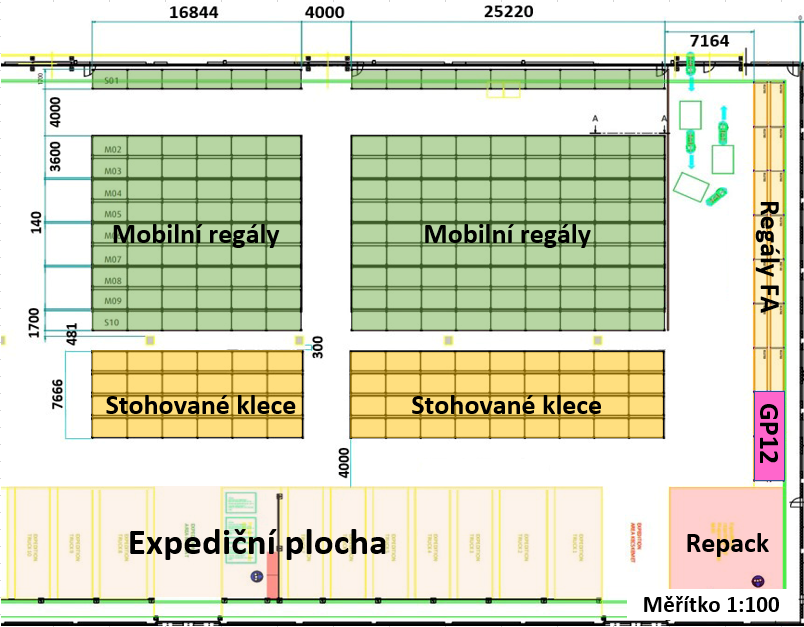 16844 4000 25220
7164
1700
S01
4000
A A
3600
M02
M03
M04
140
M05
Mobilní regály Mobilní regály
Regály FA
M07
M08
M09
1700
S10
481
300
7666
Stohované klece Stohované klece
GP12
4000
Expediční plocha
Repack
Měřítko 1:100